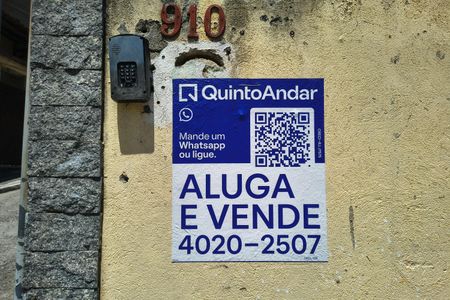 910
QuintoAndar
Mande um
Whatsapp
ou ligue.
ALUGA
E VENDE
4020-2507